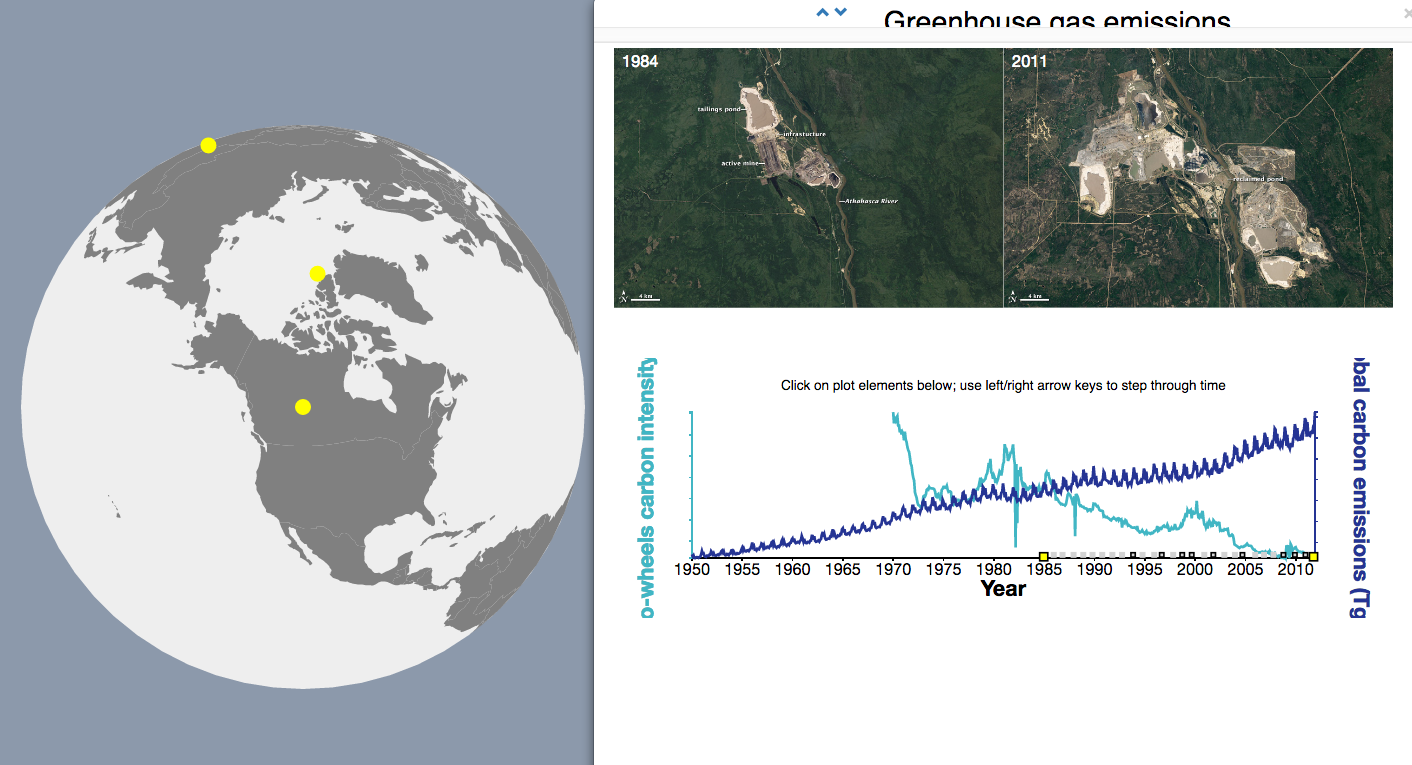 Greenhouse gas emissions
1984
tailings pond
infrastucture
active mine
Athabasca River
N
4 km
2011
reclaimed pond
N
4 km
Click on plot elements below; use left/right arrow keys to step through time
o-wheels carbon intensity
bal carbon emissions (Tg
1950 1955 1960 1965 1970 1975 1980 1985 1990 1995 2000 2005 2010
Year